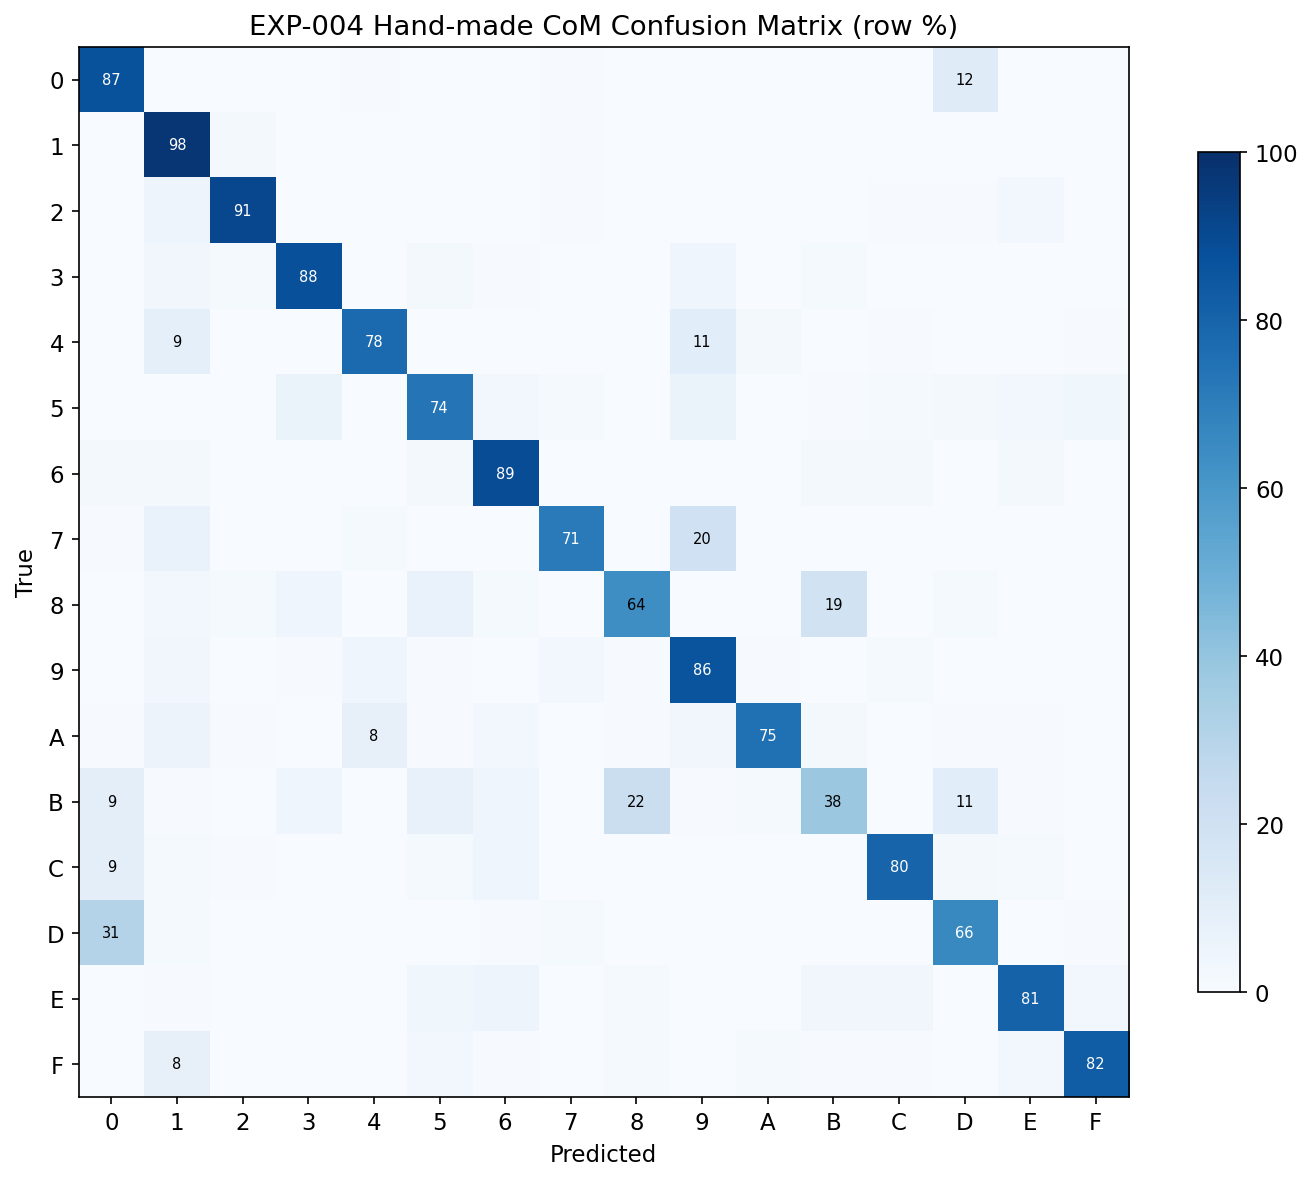 EXP-004 Hand-made CoM Confusion Matrix (row %)
0 87 12
1 98
2 91
3 88
4 9 78 11
5 74
6 89
7 71 20
8 64 19
9 86
A 8 75
B 9 22 38 11
C 9 80
D 31 66
E 81
F 8 82
0 1 2 3 4 5 6 7 8 9 A B C D E F
Predicted
True
100
80
60
40
20
0